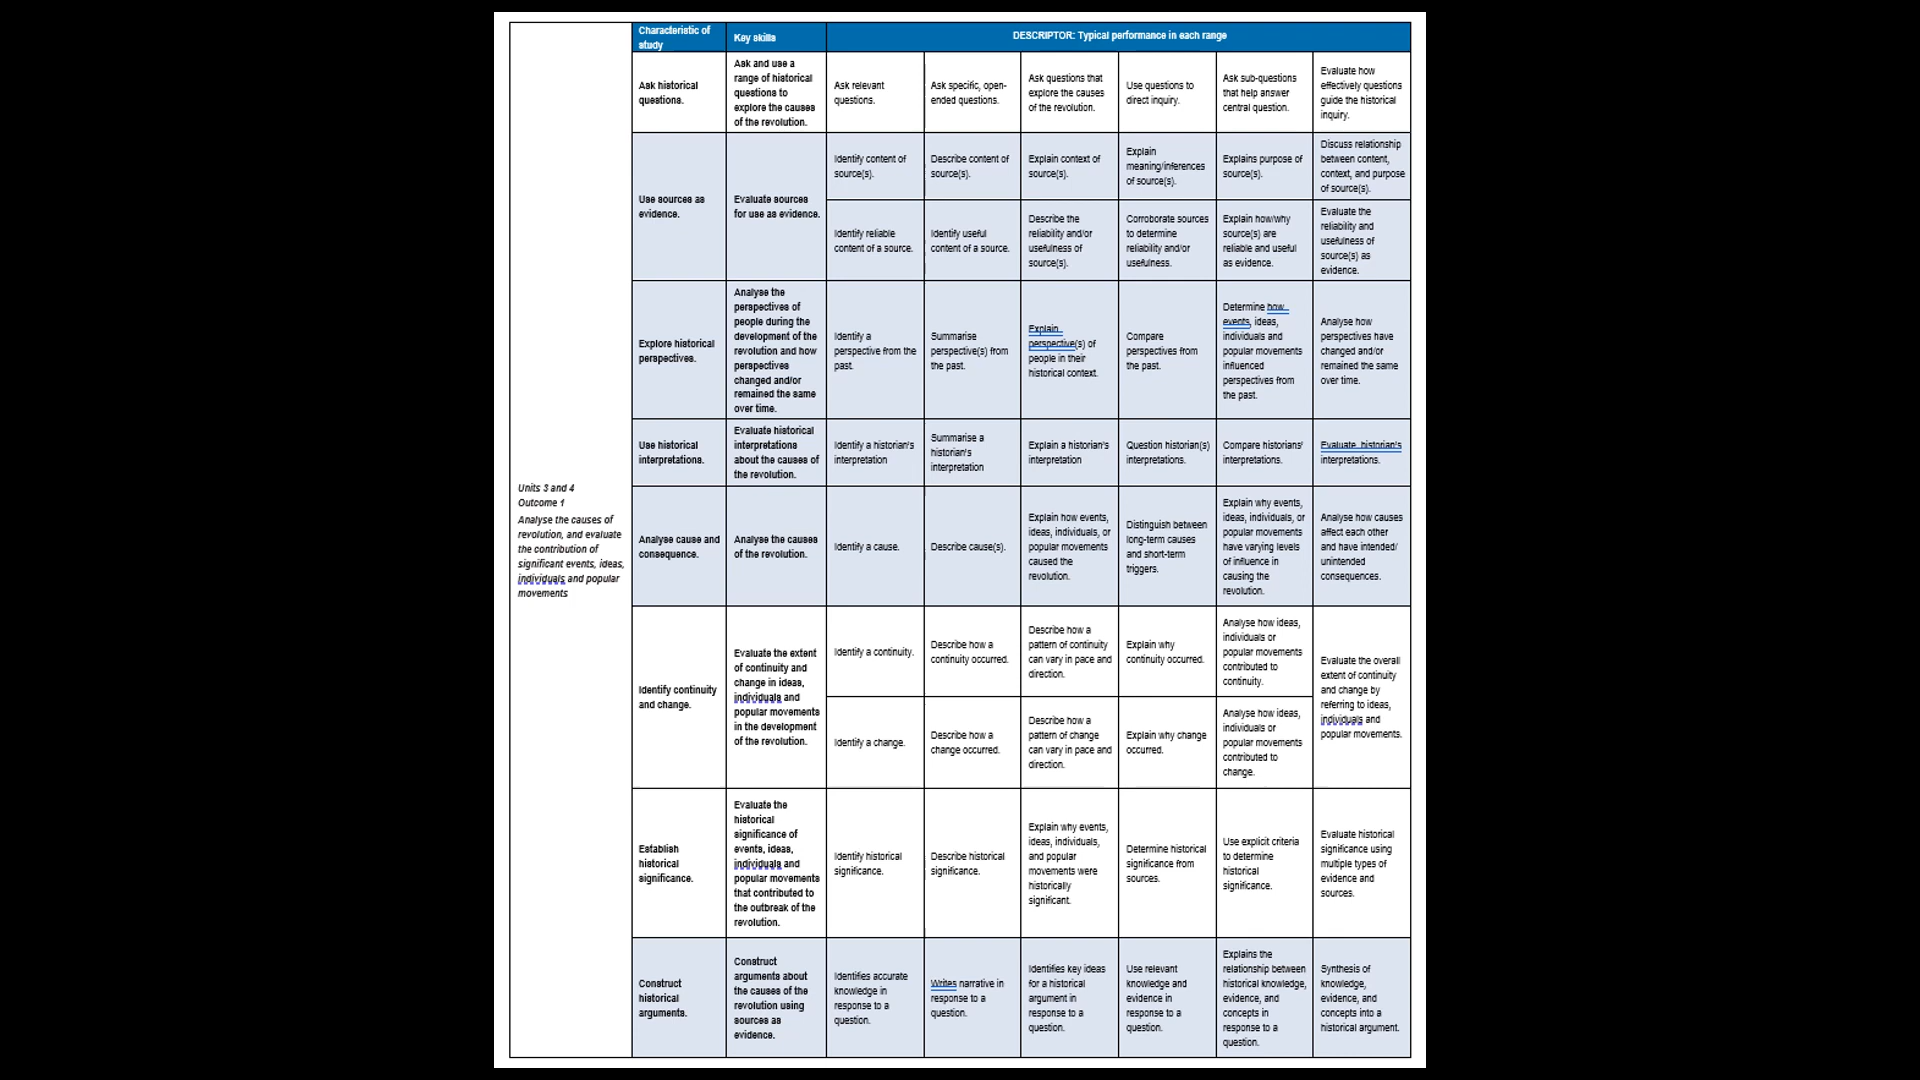 Characteristic of
study
Key skills
DESCRIPTOR: Typical performance in each range
Units 3 and 4
Outcome 1
Analyse the causes of
revolution, and evaluate
the contribution of
significant events, ideas,
individuals and popular
movements
Ask historical
questions.
Ask and use a
range of historical
questions to
explore the causes
of the revolution.
Ask relevant
questions.
Ask specific, open-
ended questions.
Ask questions that
explore the causes
of the revolution.
Use questions to
direct inquiry.
Ask sub-questions
that help answer
central question.
Evaluate how
effectively questions
guide the historical
inquiry.
Use sources as
evidence.
Evaluate sources
for use as evidence.
Identify content of
source(s).
Describe content of
source(s).
Explain context of
source(s).
Explain
meaning/inferences
of source(s).
Explains purpose of
source(s).
Discuss relationship
between content,
context, and purpose
of source(s).
Identify reliable
content of a source.
Identify useful
content of a source.
Describe the
reliability and/or
usefulness of
source(s).
Corroborate sources
to determine
reliability and/or
usefulness.
Explain how/why
source(s) are
reliable and useful
as evidence.
Evaluate the
reliability and
usefulness of
source(s) as
evidence.
Explore historical
perspectives.
Analyse the
perspectives of
people during the
development of the
revolution and how
perspectives
changed and/or
remained the same
over time.
Identify a
perspective from the
past.
Summarise
perspective(s) from
the past.
Explain
perspective(s) of
people in their
historical context.
Compare
perspectives from
the past.
Determine how
events, ideas,
individuals and
popular movements
influenced
perspectives from
the past.
Analyse how
perspectives have
changed and/or
remained the same
over time.
Use historical
interpretations.
Evaluate historical
interpretations
about the causes of
the revolution.
Identify a historian's
interpretation
Summarise a
historian's
interpretation
Explain a historian's
interpretation
Question historian(s)
interpretations.
Compare historians'
interpretations.
Evaluate historian's
interpretations.
Analyse cause and
consequence.
Analyse the causes
of the revolution.
Identify a cause.
Describe cause(s).
Explain how events,
ideas, individuals, or
popular movements
caused the
revolution.
Distinguish between
long-term causes
and short-term
triggers.
Explain why events,
ideas, individuals, or
popular movements
have varying levels
of influence in
causing the
revolution.
Analyse how causes
affect each other
and have intended/
unintended
consequences.
Identify continuity
and change.
Evaluate the extent
of continuity and
change in ideas,
individuals and
popular movements
in the development
of the revolution.
Identify a continuity.
Describe how a
continuity occurred.
Describe how a
pattern of continuity
can vary in pace and
direction.
Explain why
continuity occurred.
Analyse how ideas,
individuals or
popular movements
contributed to
continuity.
Evaluate the overall
extent of continuity
and change by
referring to ideas,
individuals and
popular movements.
Identify a change.
Describe how a
change occurred.
Describe how a
pattern of change
can vary in pace and
direction.
Explain why change
occurred.
Analyse how ideas,
individuals or
popular movements
contributed to
change.
Establish
historical
significance.
Evaluate the
historical
significance of
events, ideas,
individuals and
popular movements
that contributed to
the outbreak of the
revolution.
Identify historical
significance.
Describe historical
significance.
Explain why events,
ideas, individuals,
and popular
movements were
historically
significant.
Determine historical
significance from
sources.
Use explicit criteria
to determine
historical
significance.
Evaluate historical
significance using
multiple types of
evidence and
sources.
Construct
historical
arguments.
Construct
arguments about
the causes of the
revolution using
sources as
evidence.
Identifies accurate
knowledge in
response to a
question.
Writes narrative in
response to a
question.
Identifies key ideas
for a historical
argument in
response to a
question.
Use relevant
knowledge and
evidence in
response to a
question.
Explains the
relationship between
historical knowledge,
evidence, and
concepts in
response to a
question.
Synthesis of
knowledge,
evidence, and
concepts into a
historical argument.